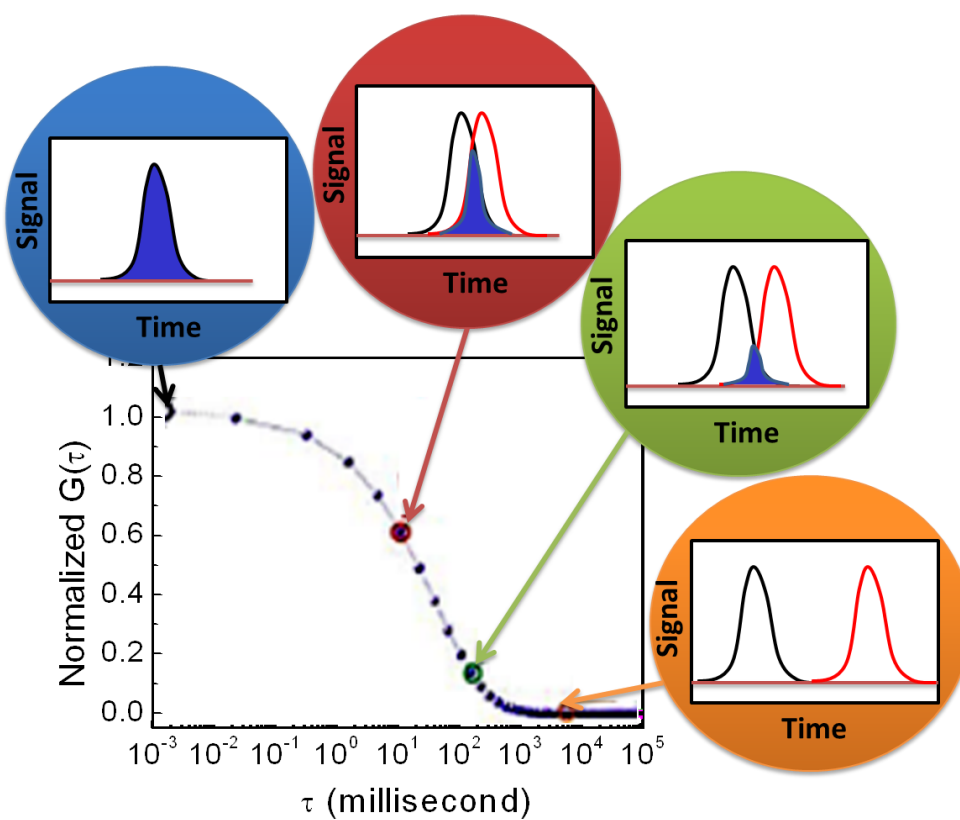 Signal
Time
Signal
Time
Signal
Time
Signal
Time
Normalized G(τ)
1.0
0.8
0.6
0.4
0.2
0.0
10⁻³ 10⁻² 10⁻¹ 10⁰ 10¹ 10² 10³ 10⁴ 10⁵
τ (millisecond)